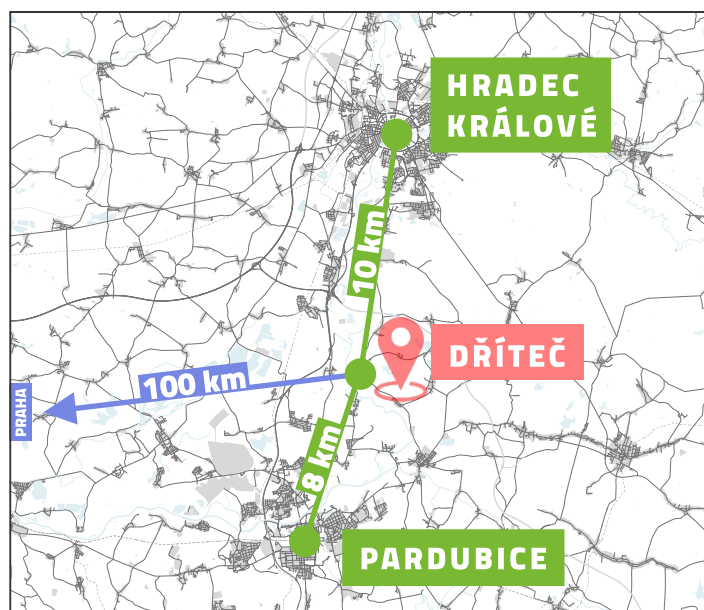 HRADEC
KRÁLOVÉ
10 km
DŘÍTEČ
100 km
PRAHA
8 km
PARDUBICE